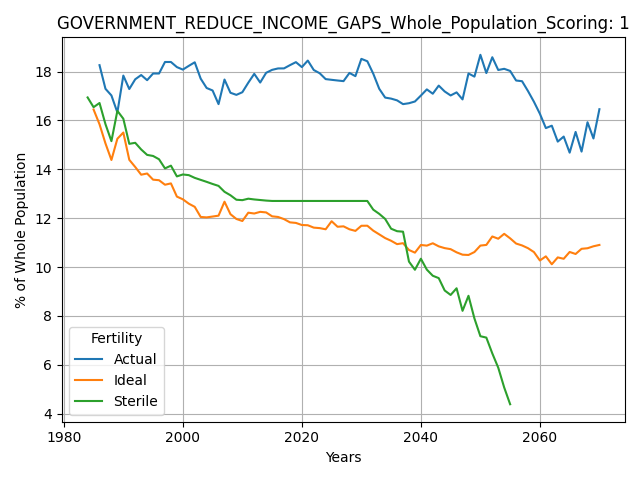 GOVERNMENT_REDUCE_INCOME_GAPS_Whole_Population_Scoring: 1
% of Whole Population
18
16
14
12
10
8
6
4
Fertility
Actual
Ideal
Sterile
1980 2000 2020 2040 2060
Years